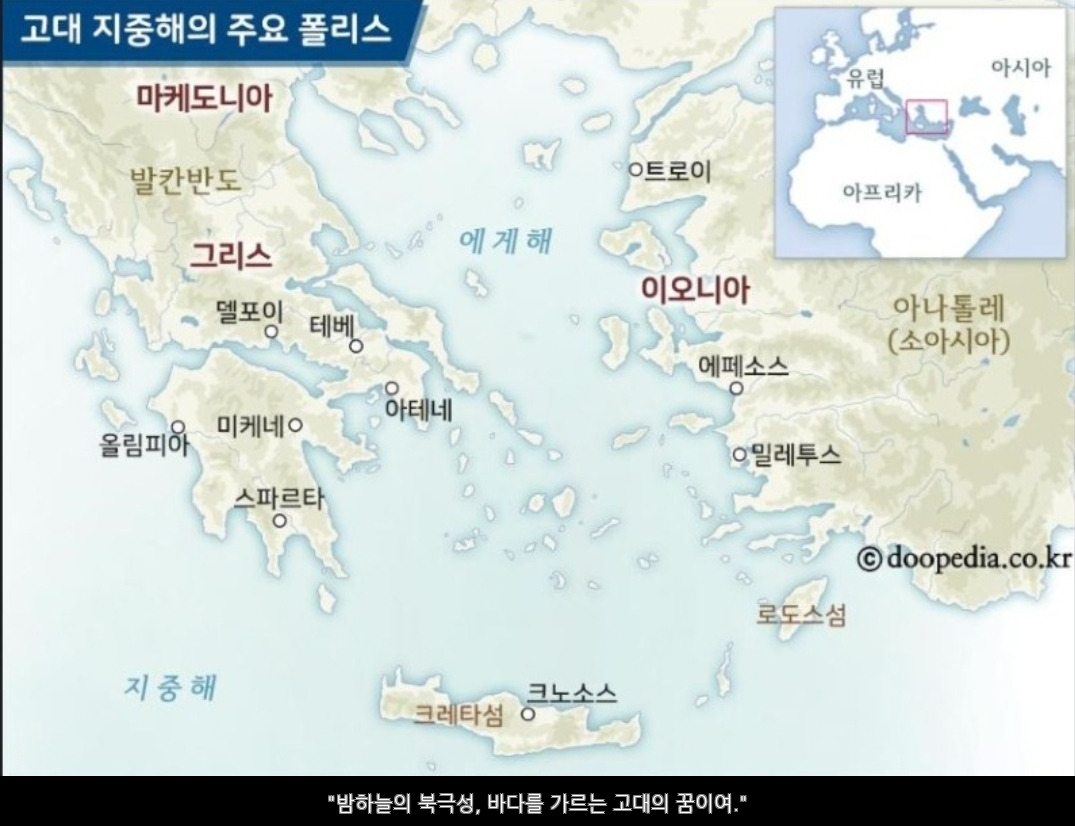 고대 지중해의 주요 폴리스
유럽
아시아
아프리카
마케도니아
발칸반도
트로이
에게해
그리스
이오니아
아나톨레
(소아시아)
델포이
테베
에페소스
아테네
미케네
올림피아
밀레투스
스파르타
ⓒ doopedia.co.kr
로도스섬
지중해
크노소스
크레타섬
"밤하늘의 북극성, 바다를 가르는 고대의 꿈이여."